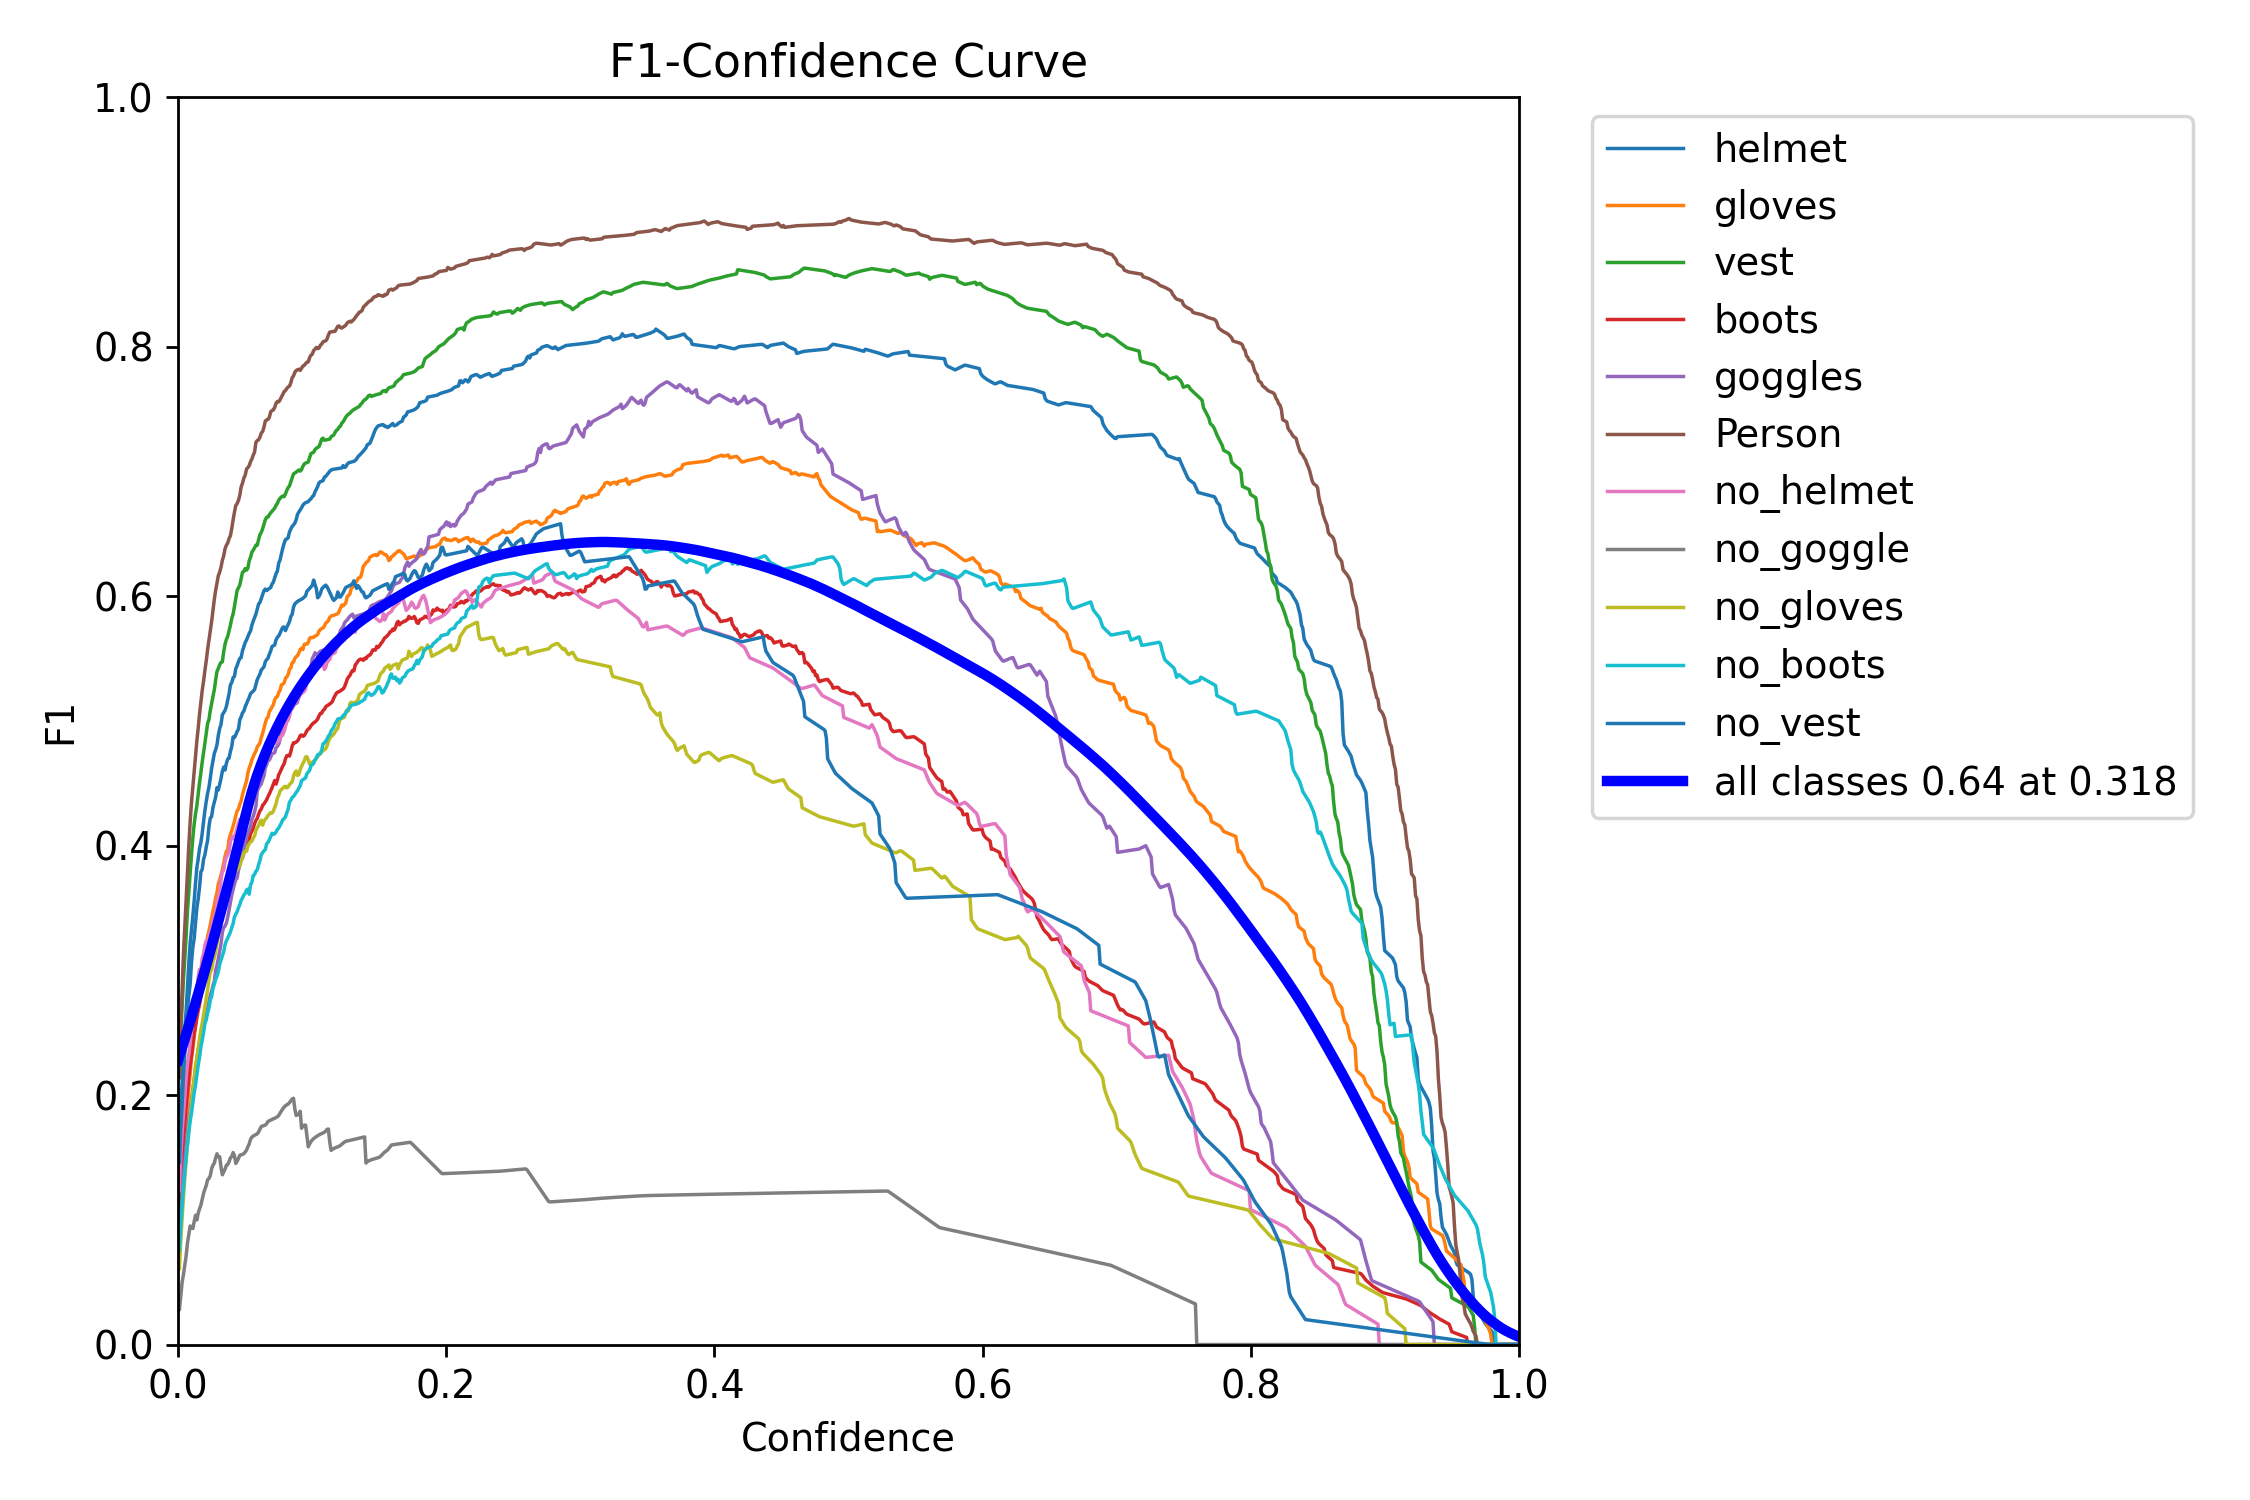 F1-Confidence Curve
1.0
0.8
0.6
0.4
0.2
0.0
F1
0.0 0.2 0.4 0.6 0.8 1.0
Confidence
helmet
gloves
vest
boots
goggles
Person
no_helmet
no_goggle
no_gloves
no_boots
no_vest
all classes 0.64 at 0.318